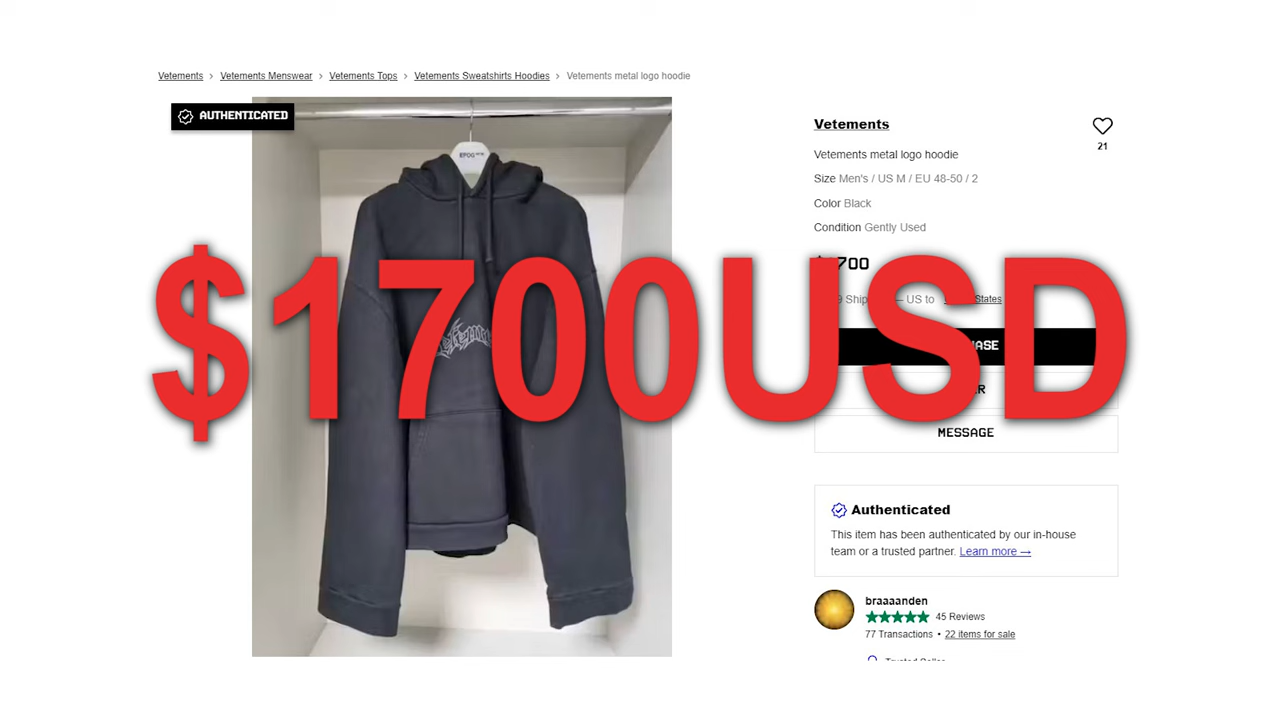 Vetements > Vetements Menswear > Vetements Tops > Vetements Sweatshirts Hoodies > Vetements metal logo hoodie
AUTHENTICATED
Vetements
21
Vetements metal logo hoodie
Size Men's / US M / EU 48-50 / 2
Color Black
Condition Gently Used
$1700USD
— US to
MESSAGE
Authenticated
This item has been authenticated by our in-house
team or a trusted partner. Learn more →
braaaanden
45 Reviews
77 Transactions • 22 items for sale